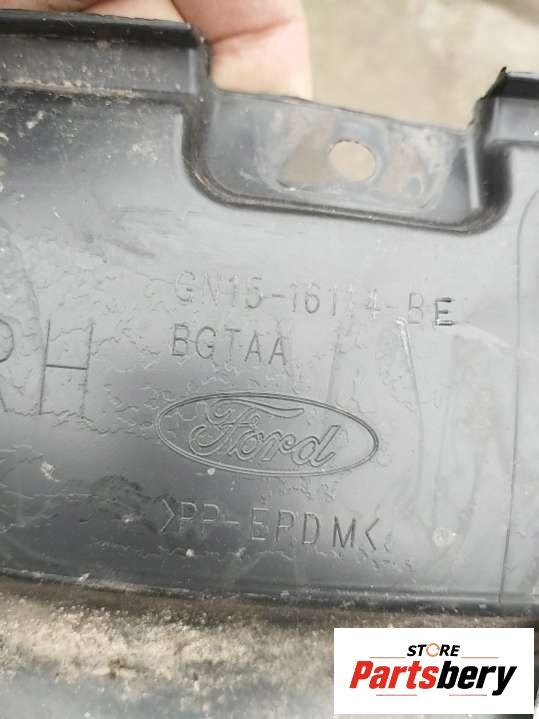 GN15-16114-BE
BGTAA
RH
Ford
>PP-EPDM<
STORE
Partsbery